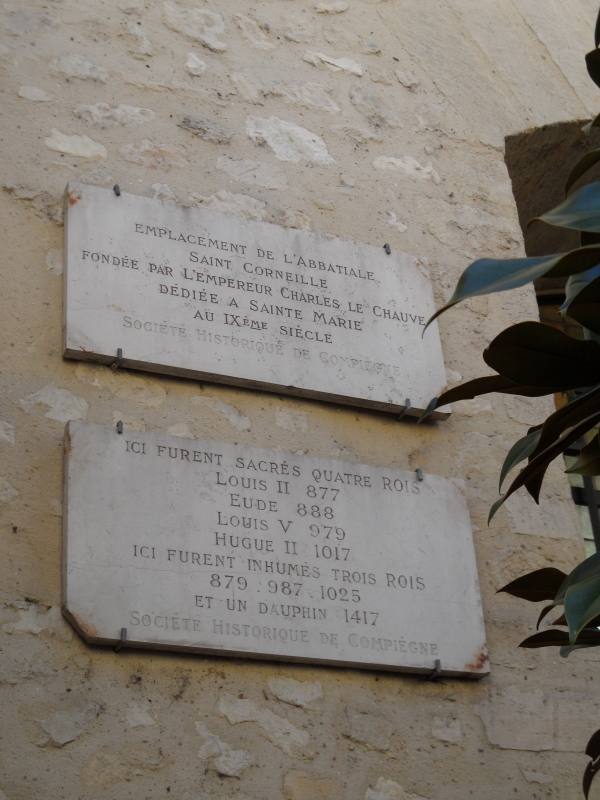 EMPLACEMENT DE L'ABBATIALE
SAINT CORNEILLE
FONDÉE PAR L'EMPEREUR CHARLES LE CHAUVE
DÉDIÉE A SAINTE MARIE
AU IXÈME SIÈCLE
SOCIÉTÉ HISTORIQUE DE COMPIÈGNE
ICI FURENT SACRÉS QUATRE ROIS
LOUIS II 877
EUDE 888
LOUIS V 979
HUGUE II 1017
ICI FURENT INHUMÉS TROIS ROIS
879.987.1025
ET UN DAUPHIN 1417
SOCIÉTÉ HISTORIQUE DE COMPIÈGNE